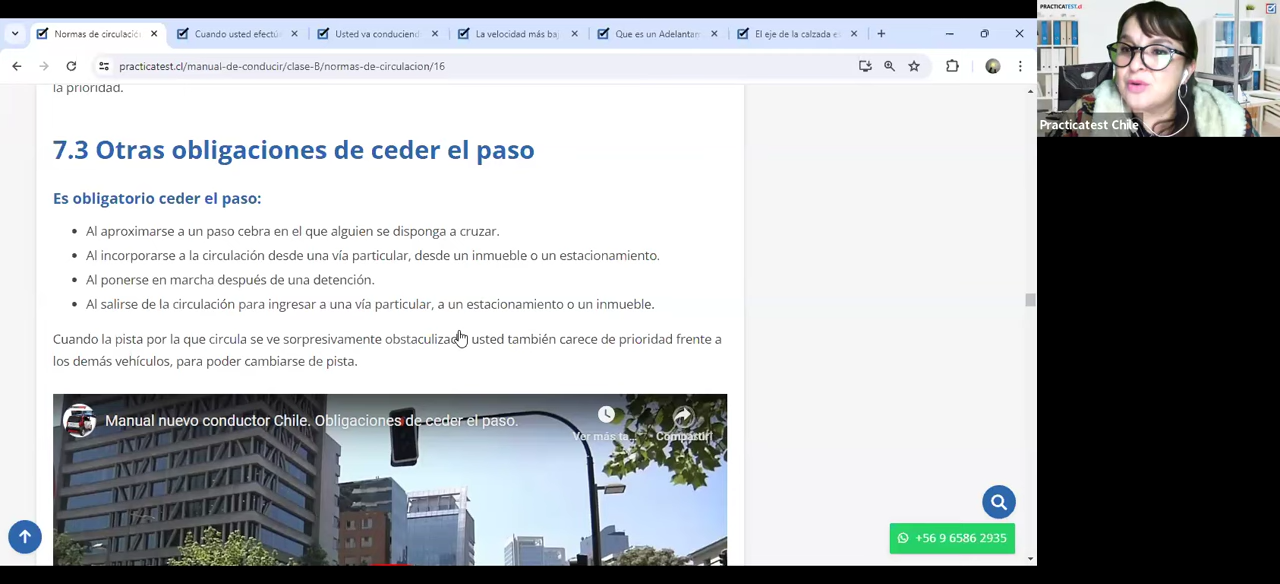 Normas de circulació
Cuando usted efectú
Usted va conduciend
La velocidad más ba
Que es un Adelantan
El eje de la calzada e
practicatest.cl/manual-de-conducir/clase-B/normas-de-circulacion/16
PRACTICATEST.cl
Practicatest Chile
la prioridad.
7.3 Otras obligaciones de ceder el paso
Es obligatorio ceder el paso:
Al aproximarse a un paso cebra en el que alguien se disponga a cruzar.
Al incorporarse a la circulación desde una vía particular, desde un inmueble o un estacionamiento.
Al ponerse en marcha después de una detención.
Al salirse de la circulación para ingresar a una vía particular, a un estacionamiento o un inmueble.
Cuando la pista por la que circula se ve sorpresivamente obstaculizada usted también carece de prioridad frente a
los demás vehículos, para poder cambiarse de pista.
Manual nuevo conductor Chile. Obligaciones de ceder el paso.
Ver más ta...
Compartir
+56 9 6586 2935